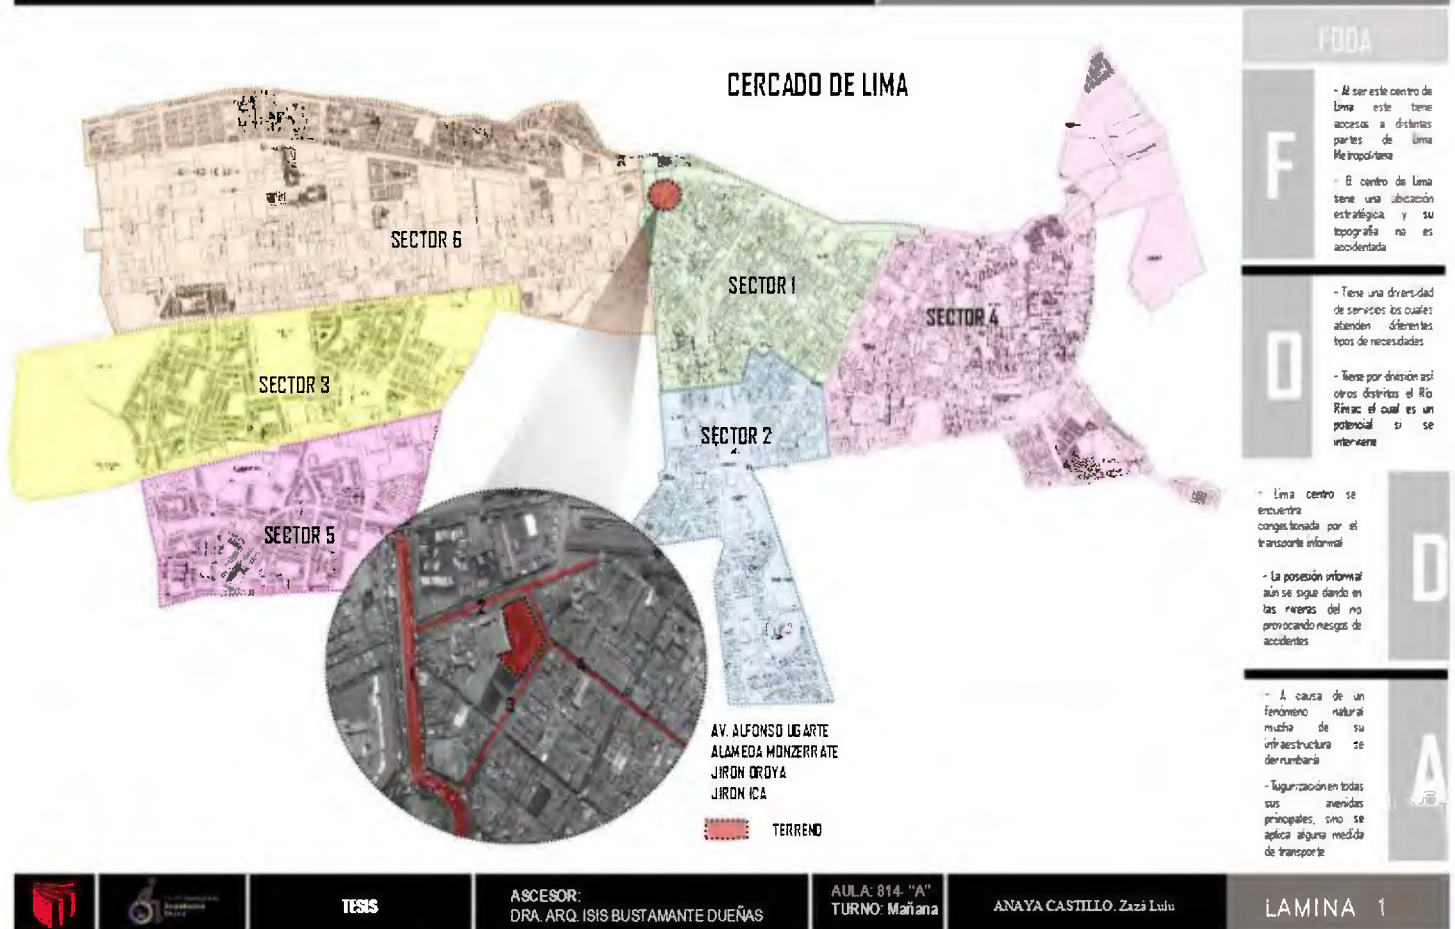 CERCADO DE LIMA
SECTOR 6
SECTOR 1
SECTOR 4
SECTOR 3
SECTOR 2
SECTOR 5
2
3
AV. ALFONSO UGARTE
ALAMEDA MONZERRATE
JIRON OROYA
JIRON ICA
TERRENO
FODA
F
- Al ser este centro de
Lima este tiene
accesos a distintas
partes de Lima
Metropolitana
- El centro de Lima
tiene una ubicación
estratégica y su
topografía no es
accidentada
O
- Tiene una diversidad
de servicios los cuales
atienden diferentes
tipos de necesidades
- Tiene por división así
otros distritos el Río
Rimac el cual es un
potencial si se
interviene
D
- Lima centro se
encuentra
congestionada por el
transporte informal
- La posesión informal
aún se sigue dando en
las riveras del rio
provocando riesgos de
accidentes
A
- A causa de un
fenómeno natural
mucha de su
infraestructura se
derrumbaría
- Tugurización en todas
sus avenidas
principales, sino se
aplica alguna medida
de transporte
TESIS
ASCESOR:
DRA. ARQ. ISIS BUSTAMANTE DUEÑAS
AULA: 814- "A"
TURNO: Mañana
ANAYA CASTILLO. Zazá Lulú
LAMINA 1